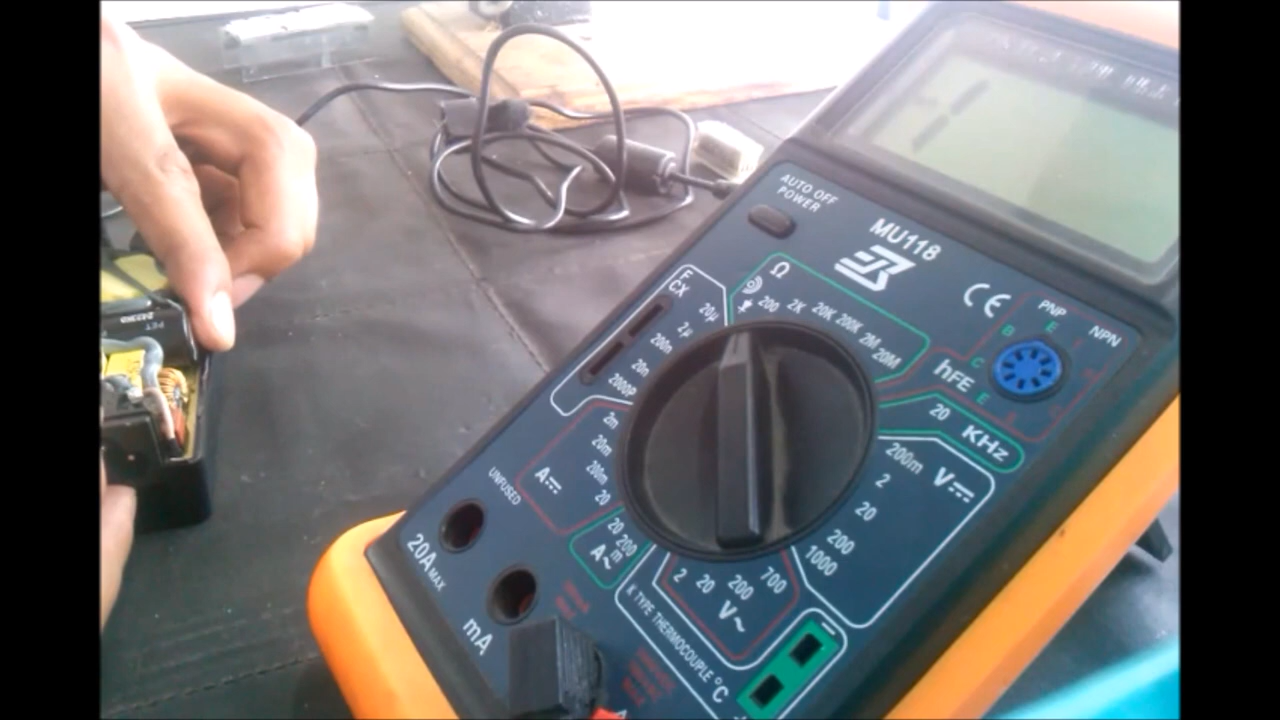 AUTO OFF
POWER
MU118
CE
PNP
NPN
B
E
C
E
hFE
Ω
200
2K
20K
200K
2M
20M
F
CX
20µ
2µ
200n
20n
2000P
20
KHz
200m
2
20
200
1000
V
2m
20m
200m
20
A
20
200
m
A~
2
20
200
700
V~
UNFUSED
20A MAX
mA
K TYPE THERMOCOUPLE °C
PET